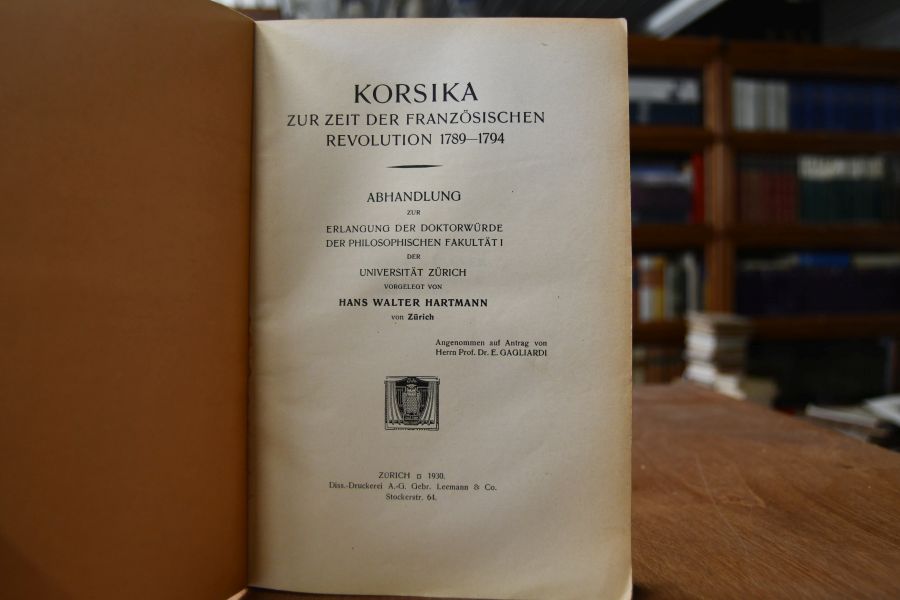 KORSIKA
ZUR ZEIT DER FRANZÖSISCHEN
REVOLUTION 1789—1794
ABHANDLUNG
ZUR
ERLANGUNG DER DOKTORWÜRDE
DER PHILOSOPHISCHEN FAKULTÄT I
DER
UNIVERSITÄT ZÜRICH
VORGELEGT VON
HANS WALTER HARTMANN
von Zürich
Angenommen auf Antrag von
Herrn Prof. Dr. E. GAGLIARDI
ZÜRICH ◘ 1930.
Diss.-Druckerei A.-G. Gebr. Leemann & Co.
Stockerstr. 64.